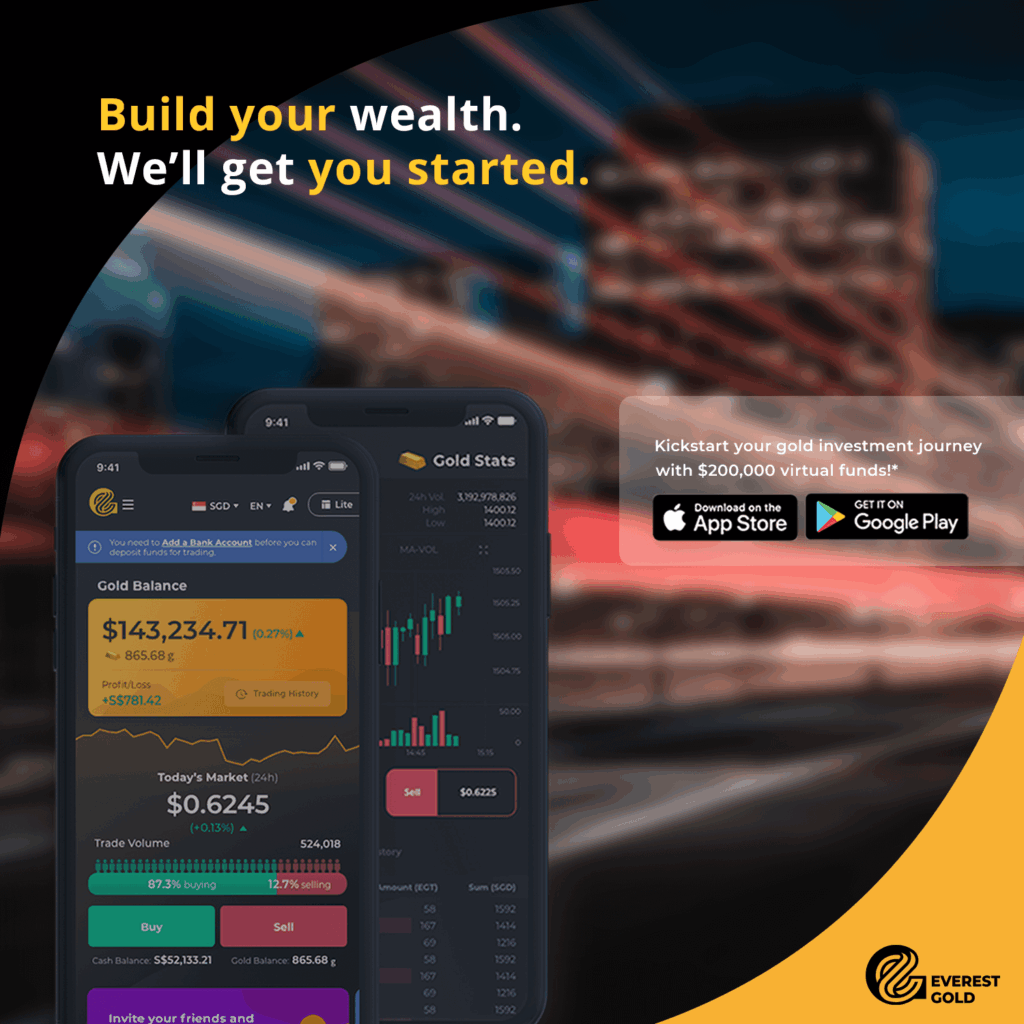 Build your wealth.
We'll get you started.
Kickstart your gold investment journey
with $200,000 virtual funds!*
Download on the
App Store
GET IT ON
Google Play
9:41
Gold Stats
24h Vol. 3,192,978,826
High 1400.12
Low 1400.12
MA-VOL
1505.50
1505.25
1505.00
1504.75
50.00
0
14:45 15:15
Sell $0.6225
story
Amount (EGT) Sum (SGD)
58 1592
167 1414
69 1216
58 1592
167 1414
69 1216
58 1592
9:41
SGD EN Lite
You need to Add a Bank Account before you can
deposit funds for trading.
Gold Balance
$143,234.71 (0.27%)
865.68 g
Profit/Loss
+S$781.42
Trading History
Today's Market (24h)
$0.6245
(+0.13%)
Trade Volume 524,018
87.3% buying 12.7% selling
Buy Sell
Cash Balance: S$52,133.21 Gold Balance: 865.68 g
Invite your friends and
EVEREST
GOLD